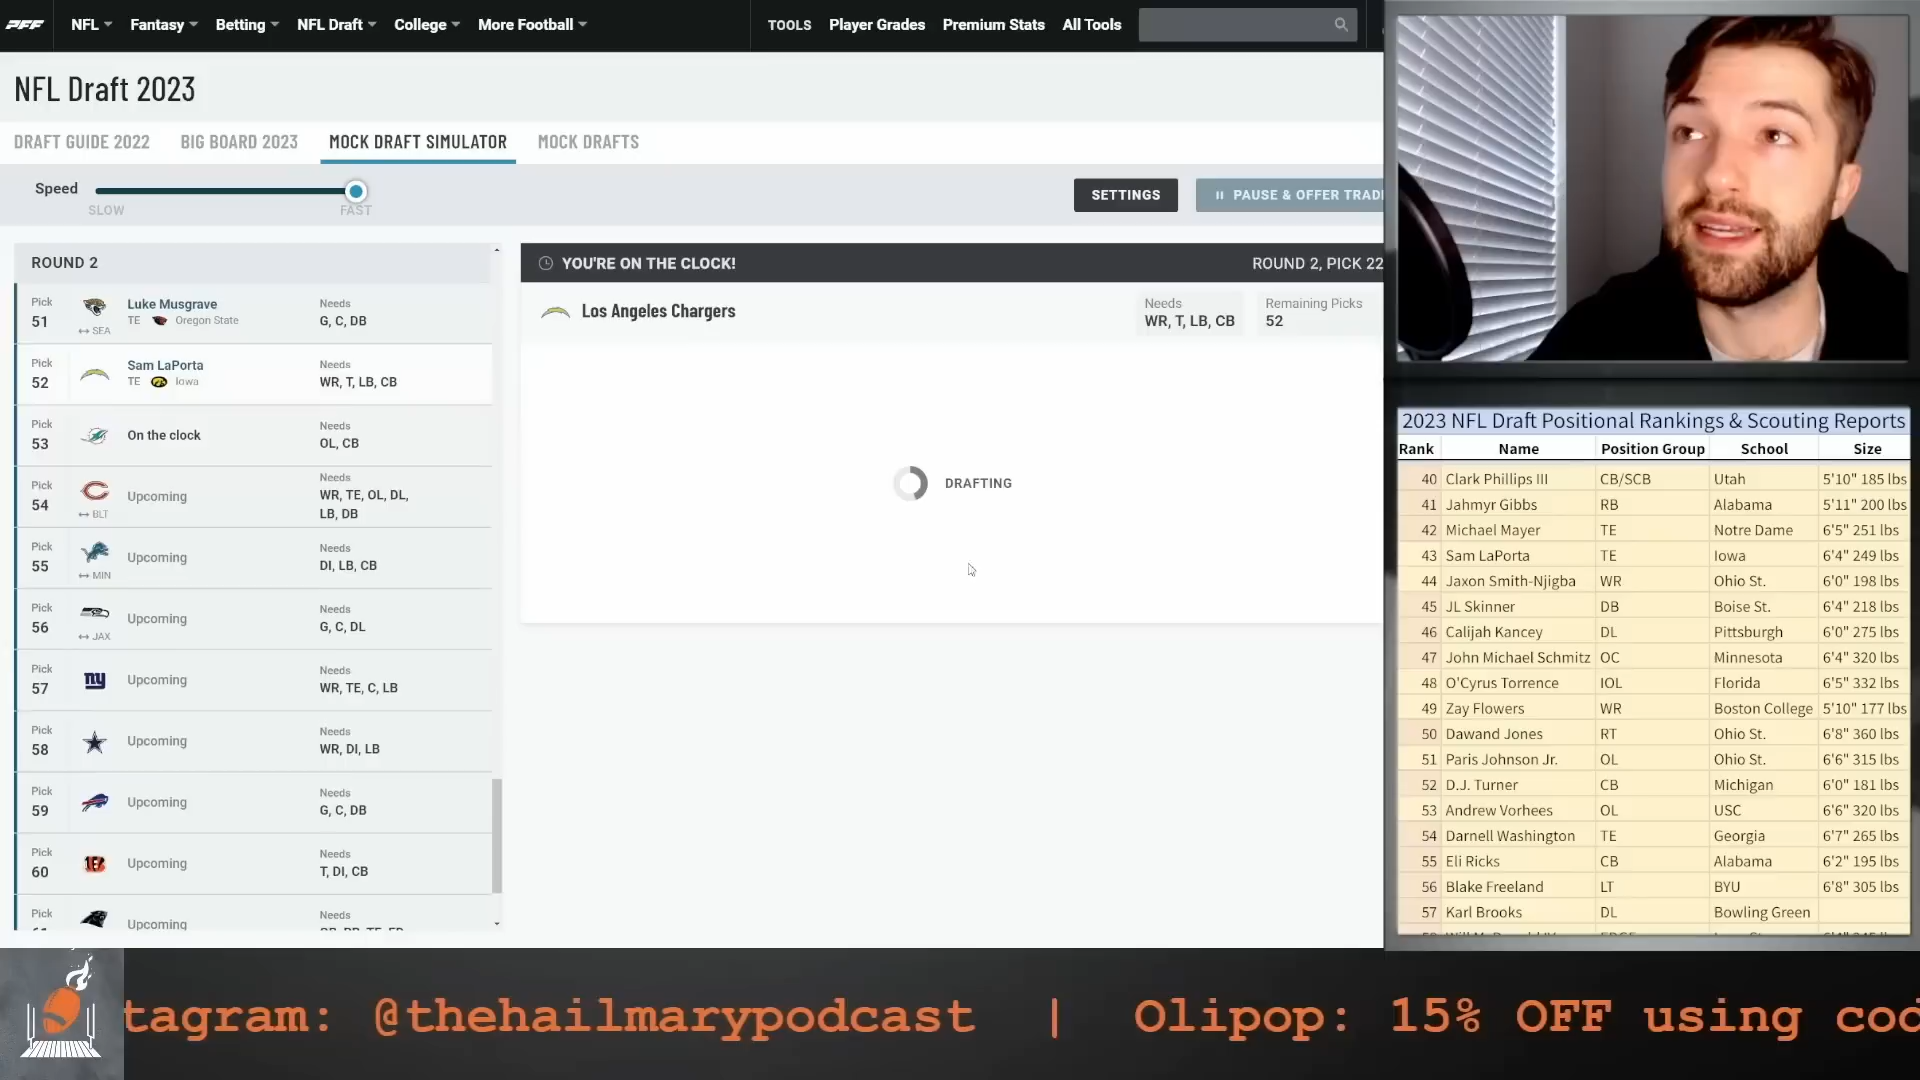 PFF NFL Fantasy Betting NFL Draft College More Football TOOLS Player Grades Premium Stats All Tools
NFL Draft 2023
DRAFT GUIDE 2022 BIG BOARD 2023 MOCK DRAFT SIMULATOR MOCK DRAFTS
Speed
SLOW FAST
SETTINGS PAUSE & OFFER TRAD
ROUND 2
Pick 51 SEA Luke Musgrave TE Oregon State Needs G, C, DB
Pick 52 Sam LaPorta TE Iowa Needs WR, T, LB, CB
Pick 53 On the clock Needs OL, CB
Pick 54 BLT Upcoming Needs WR, TE, OL, DL, LB, DB
Pick 55 MIN Upcoming Needs DI, LB, CB
Pick 56 JAX Upcoming Needs G, C, DL
Pick 57 ny Upcoming Needs WR, TE, C, LB
Pick 58 Upcoming Needs WR, DI, LB
Pick 59 Upcoming Needs G, C, DB
Pick 60 Upcoming Needs T, DI, CB
Pick Upcoming Needs
YOU'RE ON THE CLOCK! ROUND 2, PICK 22
Los Angeles Chargers Needs WR, T, LB, CB Remaining Picks 52
DRAFTING
2023 NFL Draft Positional Rankings & Scouting Reports
Rank Name Position Group School Size
40 Clark Phillips III CB/SCB Utah 5'10" 185 lbs
41 Jahmyr Gibbs RB Alabama 5'11" 200 lbs
42 Michael Mayer TE Notre Dame 6'5" 251 lbs
43 Sam LaPorta TE Iowa 6'4" 249 lbs
44 Jaxon Smith-Njigba WR Ohio St. 6'0" 198 lbs
45 JL Skinner DB Boise St. 6'4" 218 lbs
46 Calijah Kancey DL Pittsburgh 6'0" 275 lbs
47 John Michael Schmitz OC Minnesota 6'4" 320 lbs
48 O'Cyrus Torrence IOL Florida 6'5" 332 lbs
49 Zay Flowers WR Boston College 5'10" 177 lbs
50 Dawand Jones RT Ohio St. 6'8" 360 lbs
51 Paris Johnson Jr. OL Ohio St. 6'6" 315 lbs
52 D.J. Turner CB Michigan 6'0" 181 lbs
53 Andrew Vorhees OL USC 6'6" 320 lbs
54 Darnell Washington TE Georgia 6'7" 265 lbs
55 Eli Ricks CB Alabama 6'2" 195 lbs
56 Blake Freeland LT BYU 6'8" 305 lbs
57 Karl Brooks DL Bowling Green
tagram: @thehailmarypodcast | Olipop: 15% OFF using cod